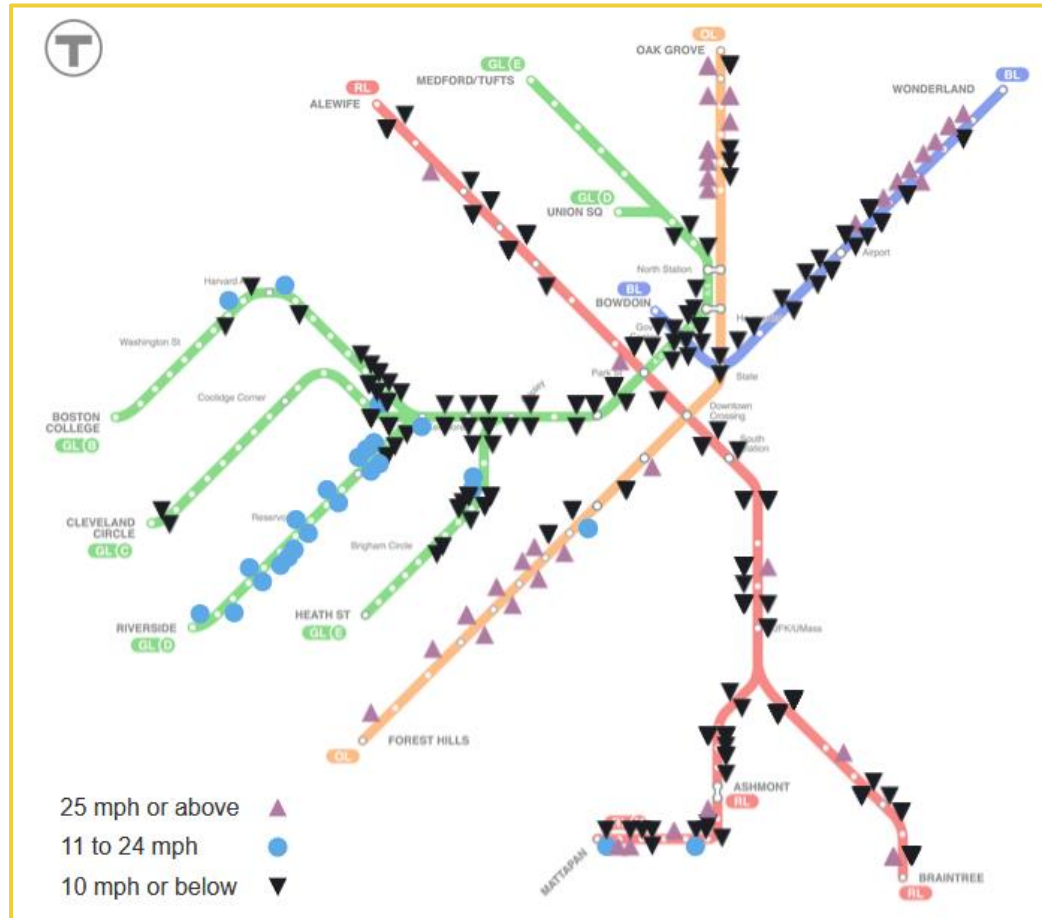 T
OL
OAK GROVE
GL E
MEDFORD/TUFTS
BL
WONDERLAND
RL
ALEWIFE
GL D
UNION SQ
North Station
Airport
BL
BOWDOIN
Harvard
Washington St
State
Park St
Coolidge Corner
Downtown
Crossing
BOSTON
COLLEGE
GL B
South
Station
CLEVELAND
CIRCLE
GL C
Brigham Circle
RIVERSIDE
GL D
HEATH ST
GL E
JFK/UMass
FOREST HILLS
OL
ASHMONT
RL
MATTAPAN
BRAINTREE
RL
25 mph or above
11 to 24 mph
10 mph or below